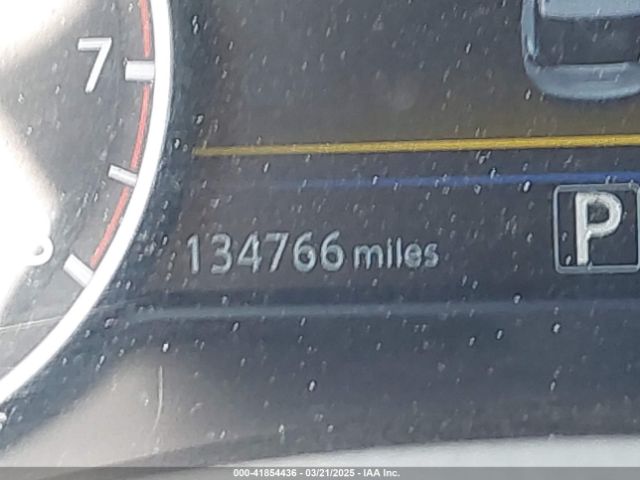 7
134766 miles
P
000-41854436 - 03/21/2025 - IAA Inc.